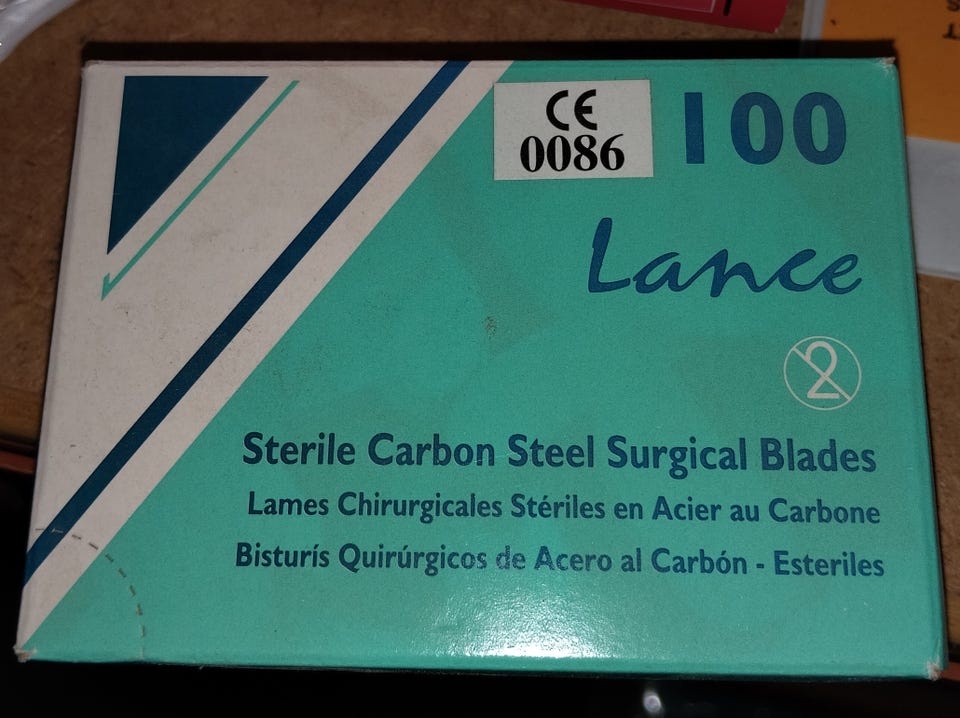 CE
0086
100
Lance
2
Sterile Carbon Steel Surgical Blades
Lames Chirurgicales Stériles en Acier au Carbone
Bisturís Quirúrgicos de Acero al Carbón - Esteriles